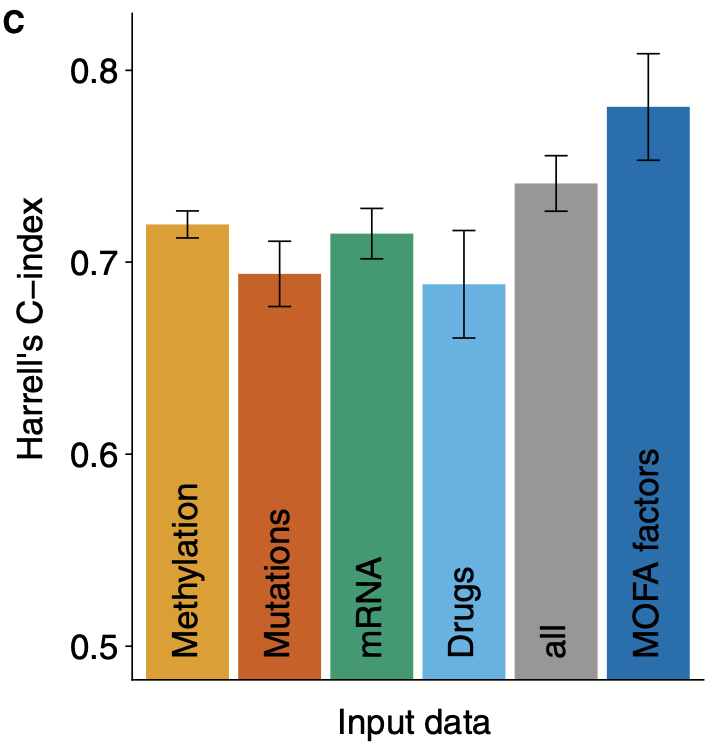 c
Harrell's C–index
0.8
0.7
0.6
0.5
Methylation
Mutations
mRNA
Drugs
all
MOFA factors
Input data